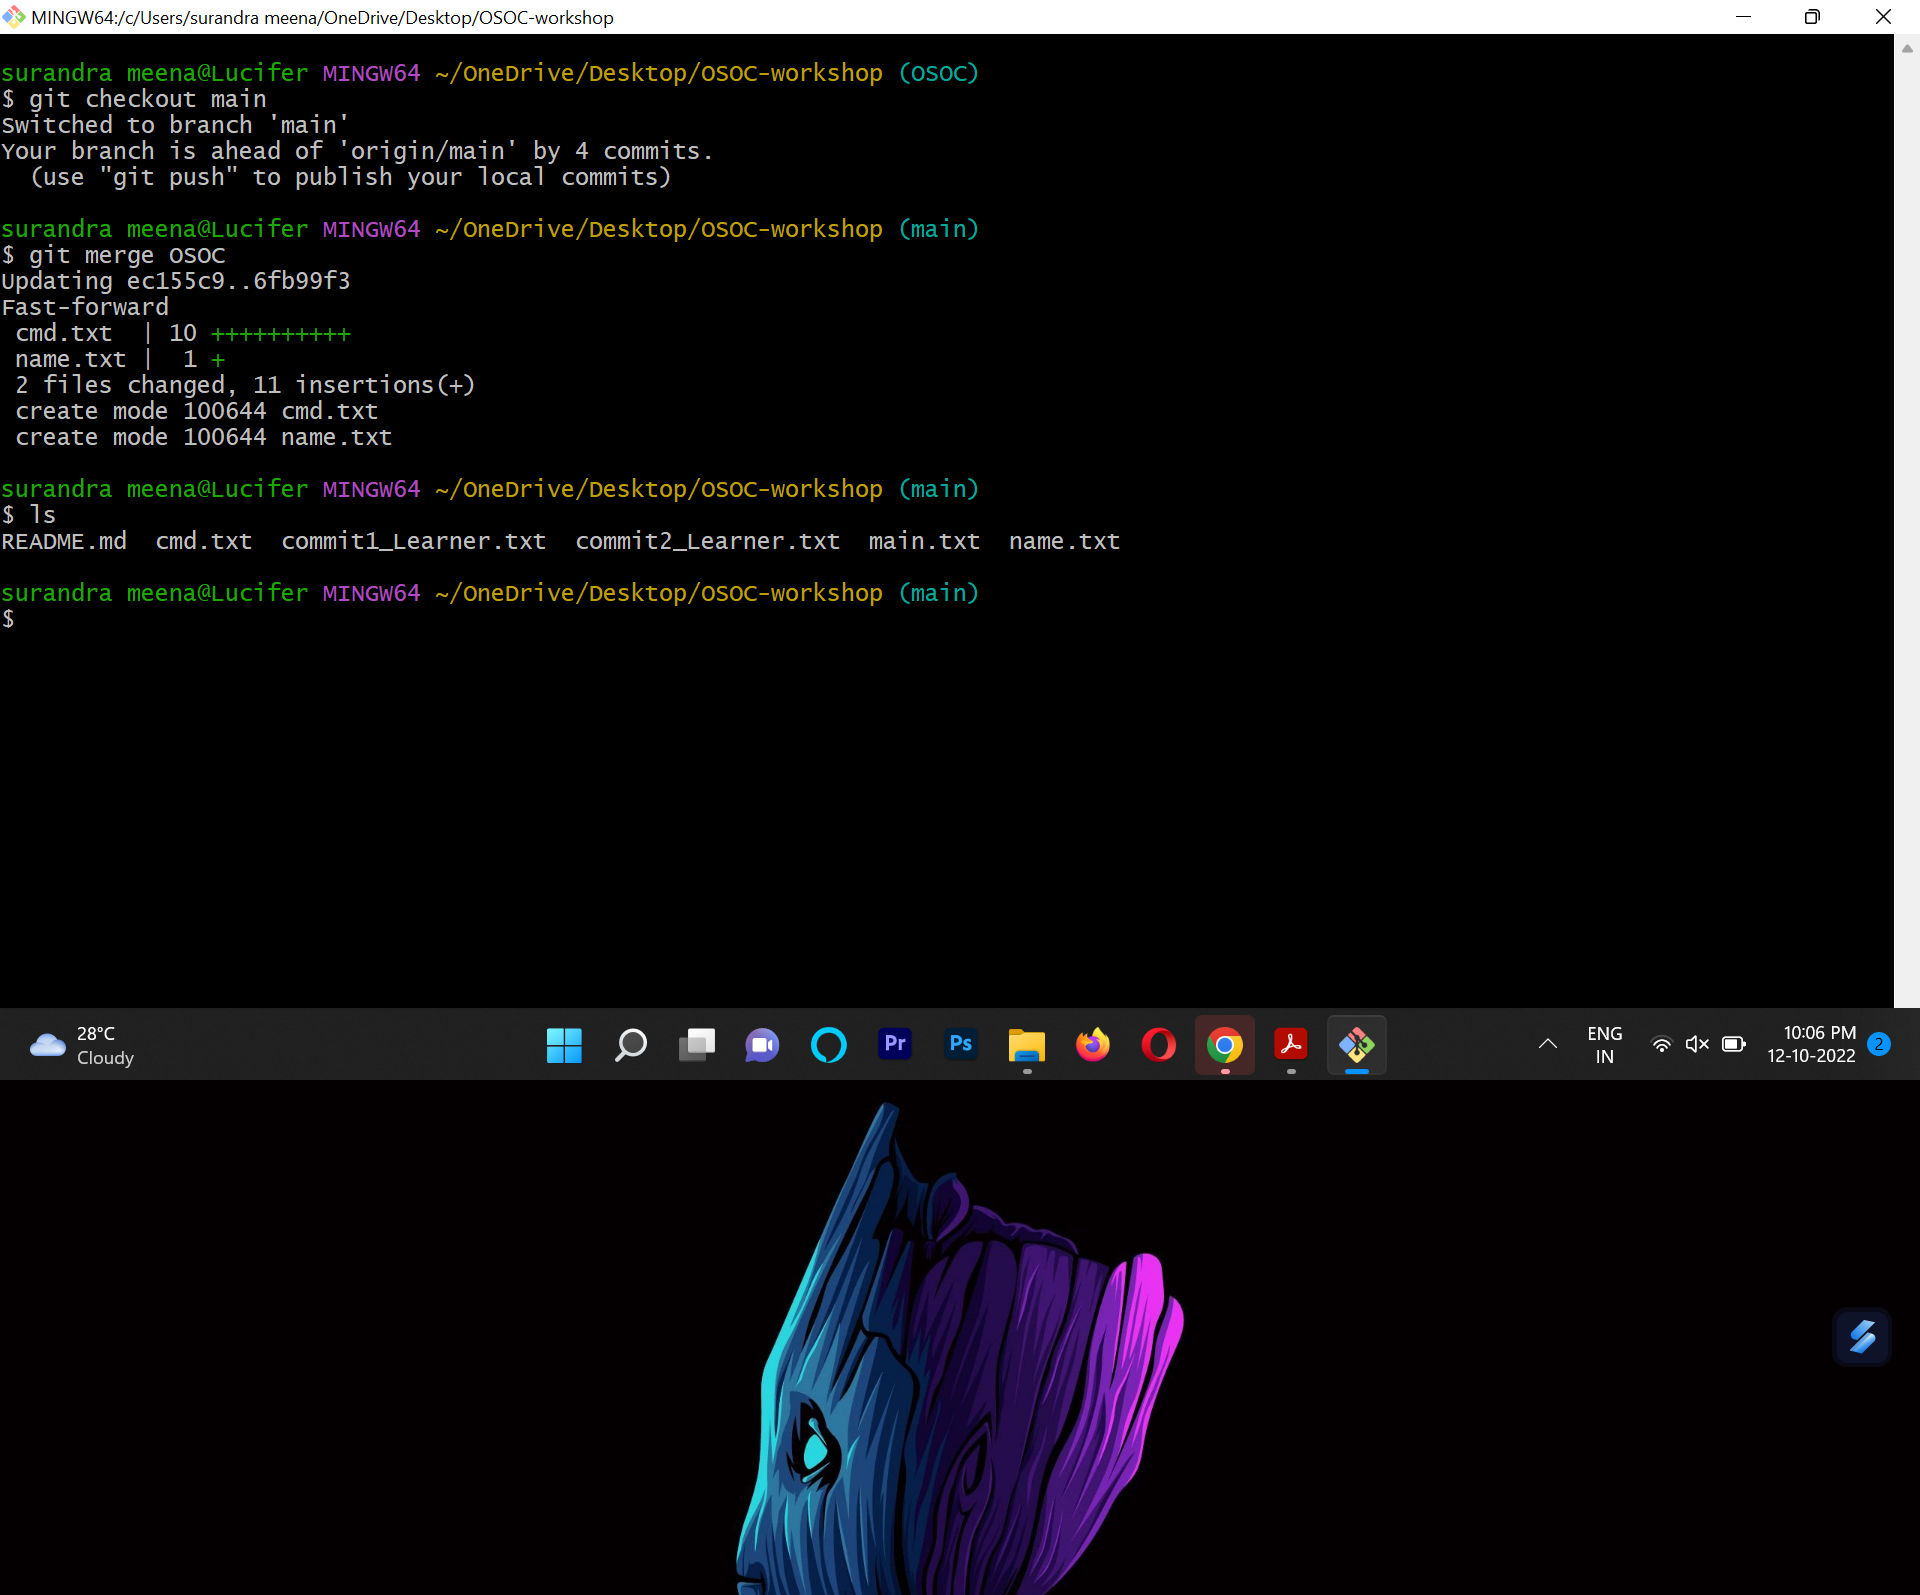 MINGW64:/c/Users/surandra meena/OneDrive/Desktop/OSOC-workshop
surandra meena@Lucifer MINGW64 ~/OneDrive/Desktop/OSOC-workshop (OSOC)
$ git checkout main
Switched to branch 'main'
Your branch is ahead of 'origin/main' by 4 commits.
  (use "git push" to publish your local commits)
surandra meena@Lucifer MINGW64 ~/OneDrive/Desktop/OSOC-workshop (main)
$ git merge OSOC
Updating ec155c9..6fb99f3
Fast-forward
 cmd.txt  | 10 ++++++++++
 name.txt |  1 +
 2 files changed, 11 insertions(+)
 create mode 100644 cmd.txt
 create mode 100644 name.txt
surandra meena@Lucifer MINGW64 ~/OneDrive/Desktop/OSOC-workshop (main)
$ ls
README.md  cmd.txt  commit1_Learner.txt  commit2_Learner.txt  main.txt  name.txt
surandra meena@Lucifer MINGW64 ~/OneDrive/Desktop/OSOC-workshop (main)
$
28°C
Cloudy
Pr
Ps
ENG
IN
10:06 PM
12-10-2022
2